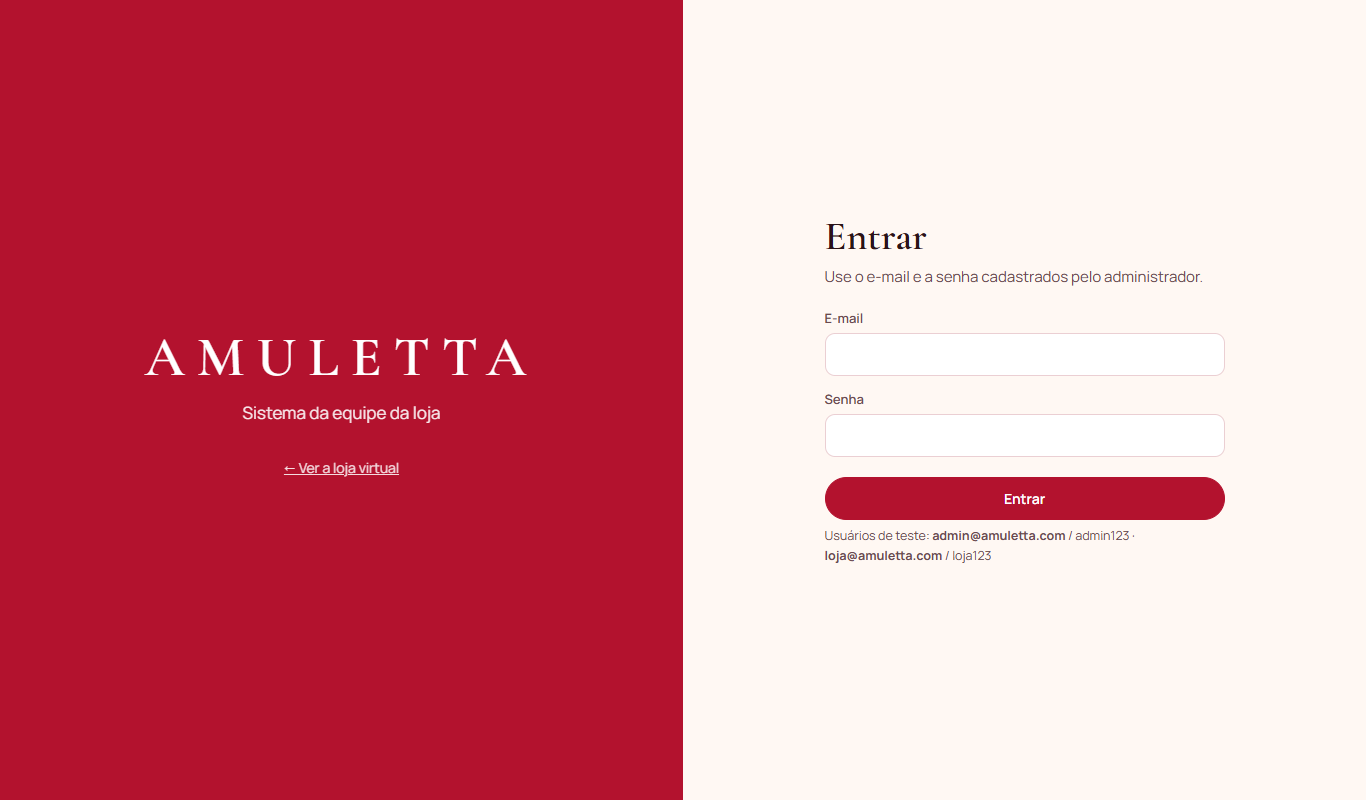 AMULETTA
Sistema da equipe da loja
← Ver a loja virtual
Entrar
Use o e-mail e a senha cadastrados pelo administrador.
E-mail
Senha
Entrar
Usuários de teste: admin@amuletta.com / admin123 ·
loja@amuletta.com / loja123